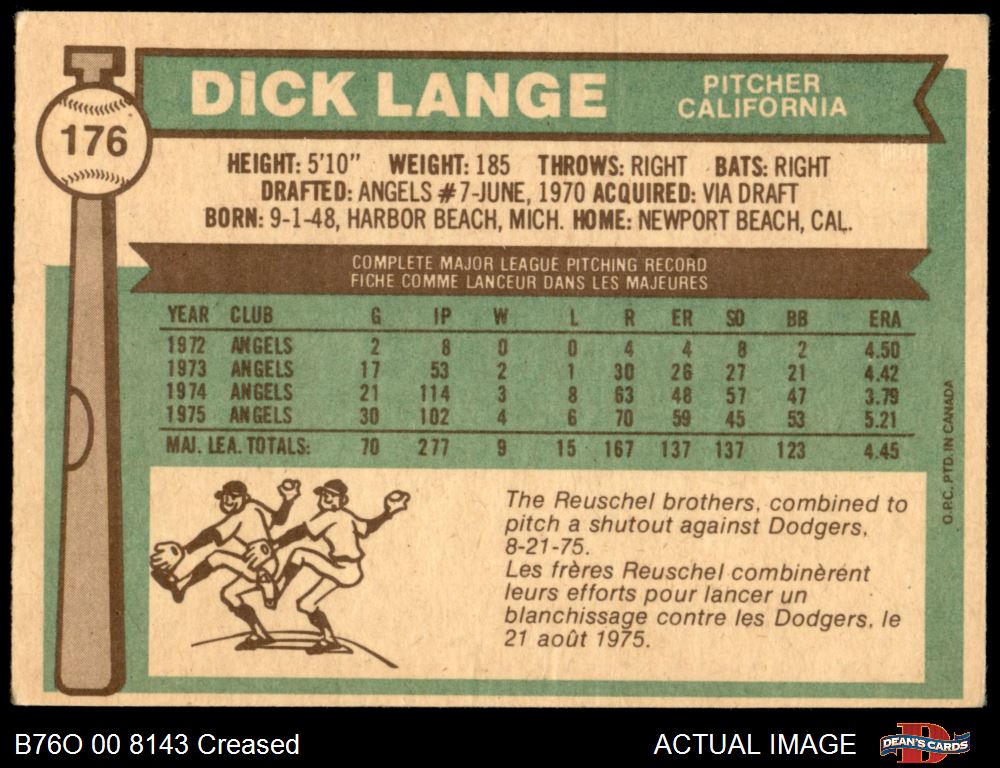 176
DICK LANGE
PITCHER
CALIFORNIA
HEIGHT: 5'10" WEIGHT: 185 THROWS: RIGHT BATS: RIGHT
DRAFTED: ANGELS #7-JUNE, 1970 ACQUIRED: VIA DRAFT
BORN: 9-1-48, HARBOR BEACH, MICH. HOME: NEWPORT BEACH, CAL.
COMPLETE MAJOR LEAGUE PITCHING RECORD
FICHE COMME LANCEUR DANS LES MAJEURES
YEAR CLUB G IP W L R ER SO BB ERA
1972 ANGELS 2 8 0 0 4 4 8 2 4.50
1973 ANGELS 17 53 2 1 30 26 27 21 4.42
1974 ANGELS 21 114 3 8 63 48 57 47 3.79
1975 ANGELS 30 102 4 6 70 59 45 53 5.21
MAJ. LEA. TOTALS: 70 277 9 15 167 137 137 123 4.45
O.P.C. PTD. IN CANADA
The Reuschel brothers, combined to
pitch a shutout against Dodgers,
8-21-75.
Les frères Reuschel combinèrent
leurs efforts pour lancer un
blanchissage contre les Dodgers, le
21 août 1975.
B76O 00 8143 Creased
ACTUAL IMAGE
DEAN'S CARDS